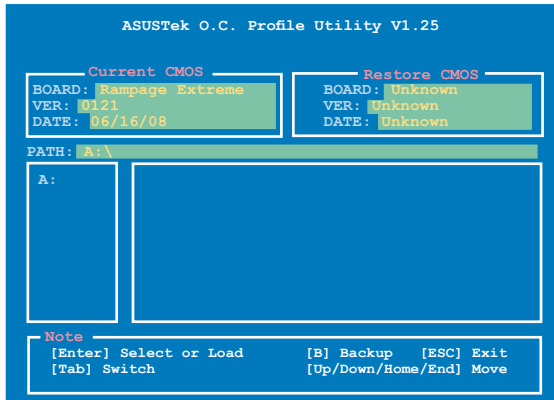 ASUSTek O.C. Profile Utility V1.25
Current CMOS
BOARD: Rampage Extreme
VER: 0121
DATE: 06/16/08
Restore CMOS
BOARD: Unknown
VER: Unknown
DATE: Unknown
PATH: A:\
A:
Note
[Enter] Select or Load [B] Backup [ESC] Exit
[Tab] Switch [Up/Down/Home/End] Move